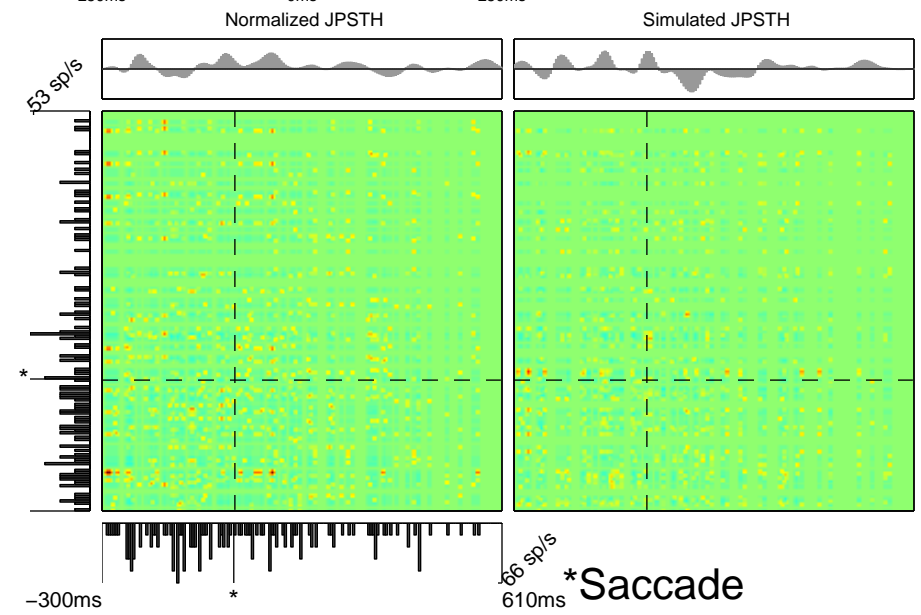 Normalized JPSTH
Simulated JPSTH
53 sp/s
*
66 sp/s
*Saccade
−300ms
*
610ms